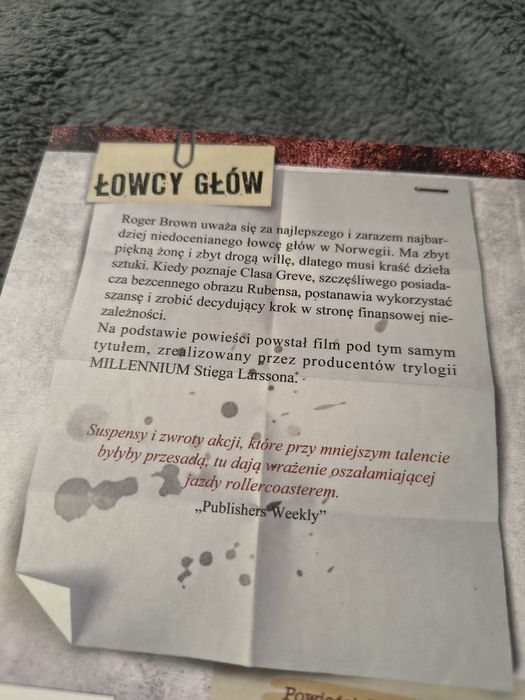 ŁOWCY GŁÓW
Roger Brown uważa się za najlepszego i zarazem najbar-
dziej niedocenianego łowcę głów w Norwegii. Ma zbyt
piękną żonę i zbyt drogą willę, dlatego musi kraść dzieła
sztuki. Kiedy poznaje Clasa Greve, szczęśliwego posiada-
cza bezcennego obrazu Rubensa, postanawia wykorzystać
szansę i zrobić decydujący krok w stronę finansowej nie-
zależności.
Na podstawie powieści powstał film pod tym samym
tytułem, zrealizowany przez producentów trylogii
MILLENNIUM Stiega Larssona.
Suspensy i zwroty akcji, które przy mniejszym talencie
byłyby przesadą, tu dają wrażenie oszałamiającej
jazdy rollercoasterem.
„Publishers Weekly”